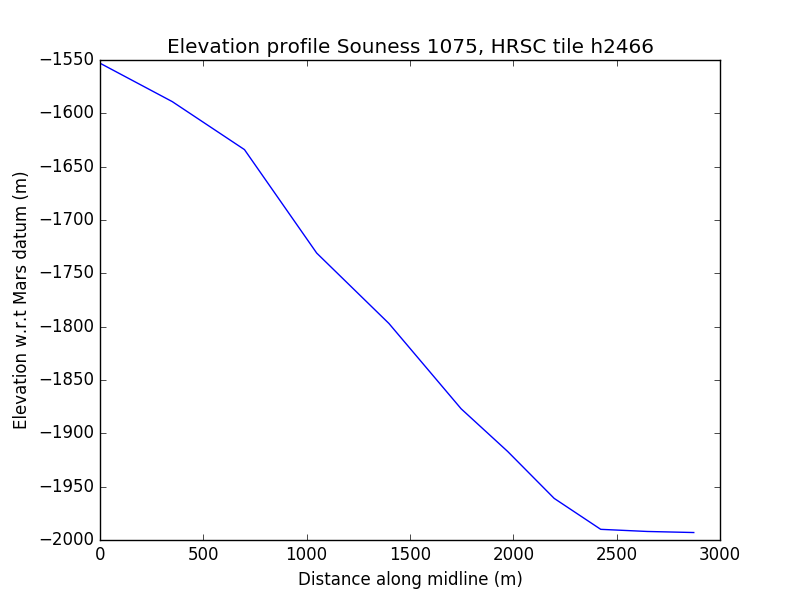 Elevation profile Souness 1075, HRSC tile h2466
−1550
−1600
−1650
−1700
−1750
−1800
−1850
−1900
−1950
−2000
Elevation w.r.t Mars datum (m)
0 500 1000 1500 2000 2500 3000
Distance along midline (m)